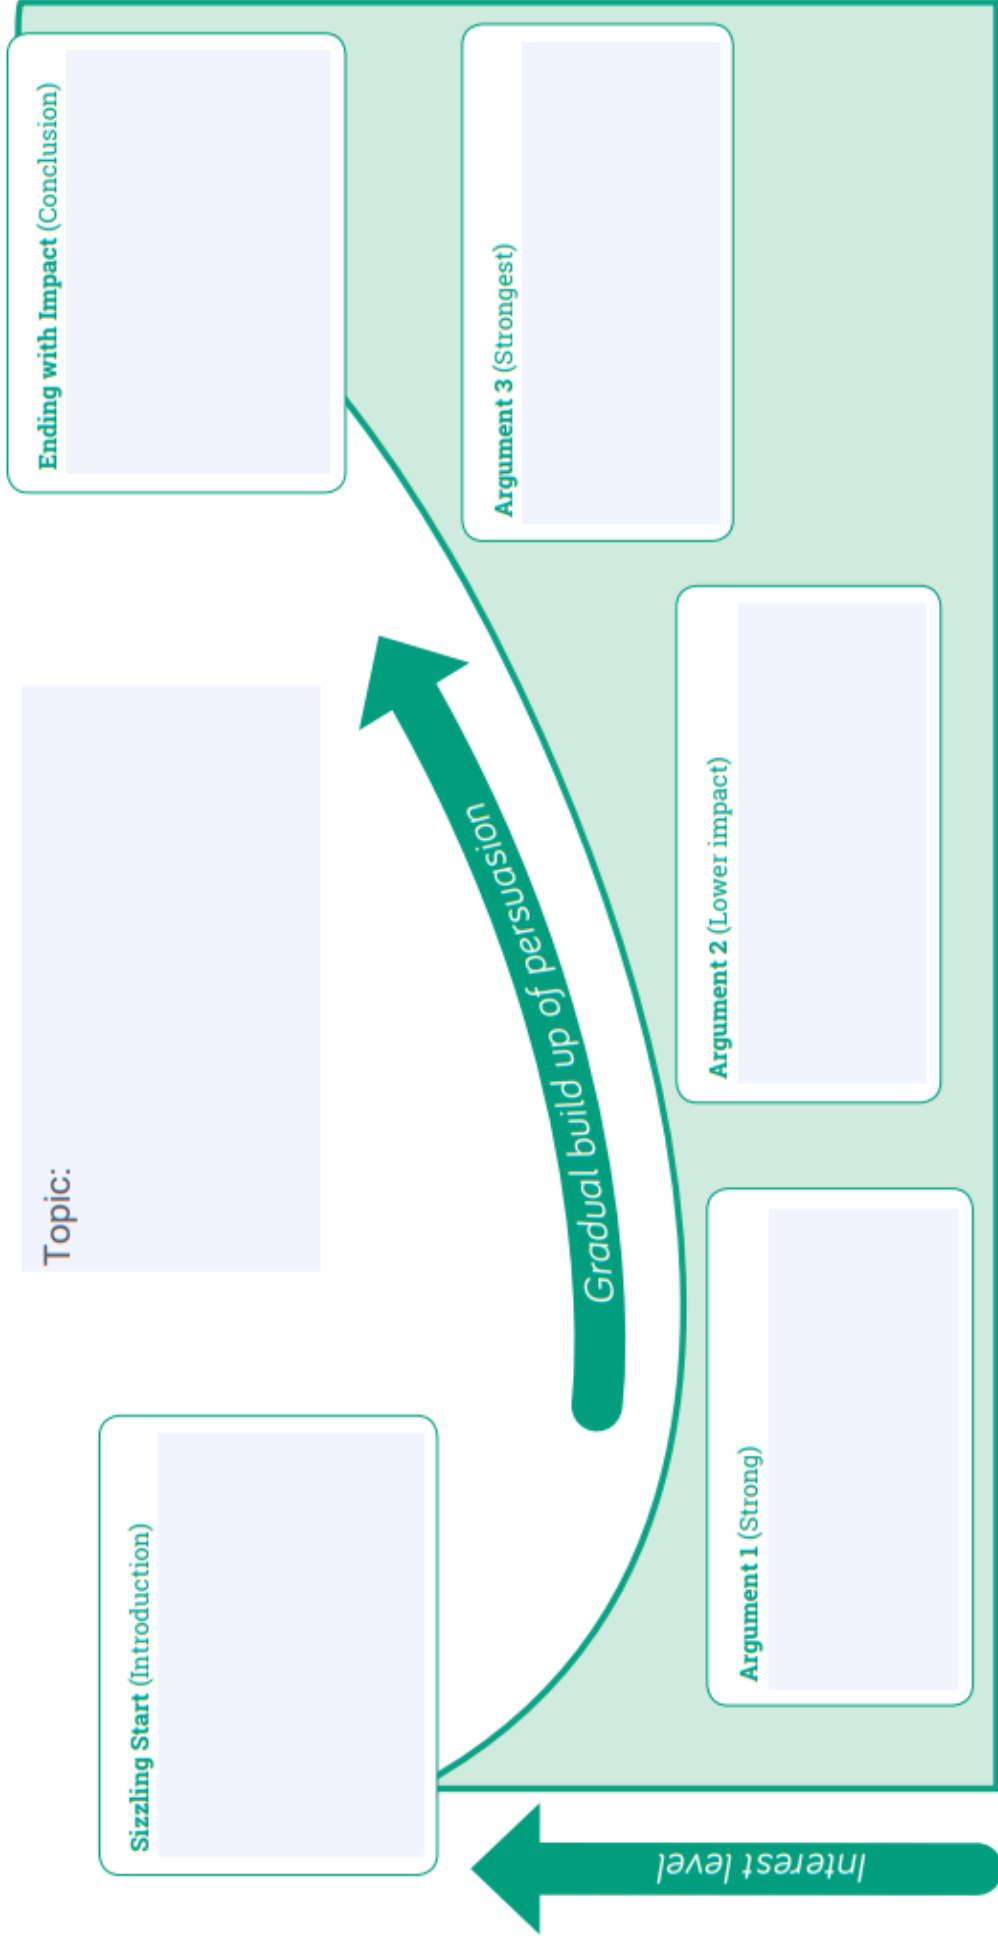 Topic:
Sizzling Start (Introduction)
Ending with Impact (Conclusion)
Gradual build up of persuasion
Interest level
Argument 1 (Strong)
Argument 2 (Lower impact)
Argument 3 (Strongest)